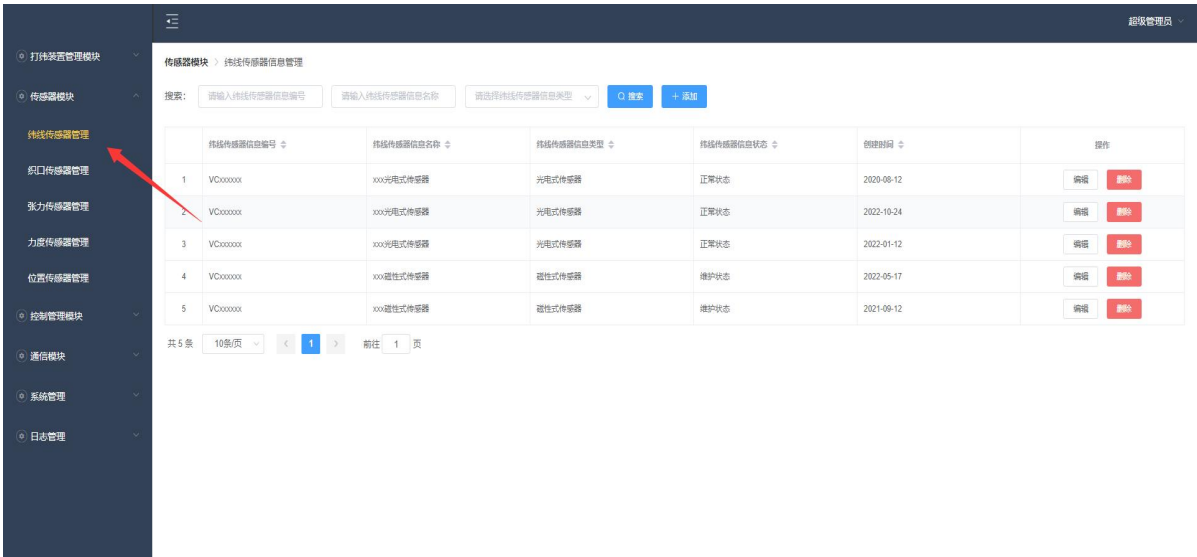 超级管理员
打纬装置管理模块
传感器模块
纬线传感器管理
织口传感器管理
张力传感器管理
力度传感器管理
位置传感器管理
控制管理模块
通信模块
系统管理
日志管理
传感器模块 > 纬线传感器信息管理
搜索: 请输入纬线传感器信息编号 请输入纬线传感器信息名称 请选择纬线传感器信息类型 搜索 + 添加
纬线传感器信息编号 纬线传感器信息名称 纬线传感器信息类型 纬线传感器信息状态 创建时间 操作
1 VCxxxxxx xxx光电式传感器 光电式传感器 正常状态 2020-08-12 编辑 删除
2 VCxxxxxx xxx光电式传感器 光电式传感器 正常状态 2022-10-24 编辑 删除
3 VCxxxxxx xxx光电式传感器 光电式传感器 正常状态 2022-01-12 编辑 删除
4 VCxxxxxx xxx磁性式传感器 磁性式传感器 维护状态 2022-05-17 编辑 删除
5 VCxxxxxx xxx磁性式传感器 磁性式传感器 维护状态 2021-09-12 编辑 删除
共 5 条 10条/页 < 1 > 前往 1 页